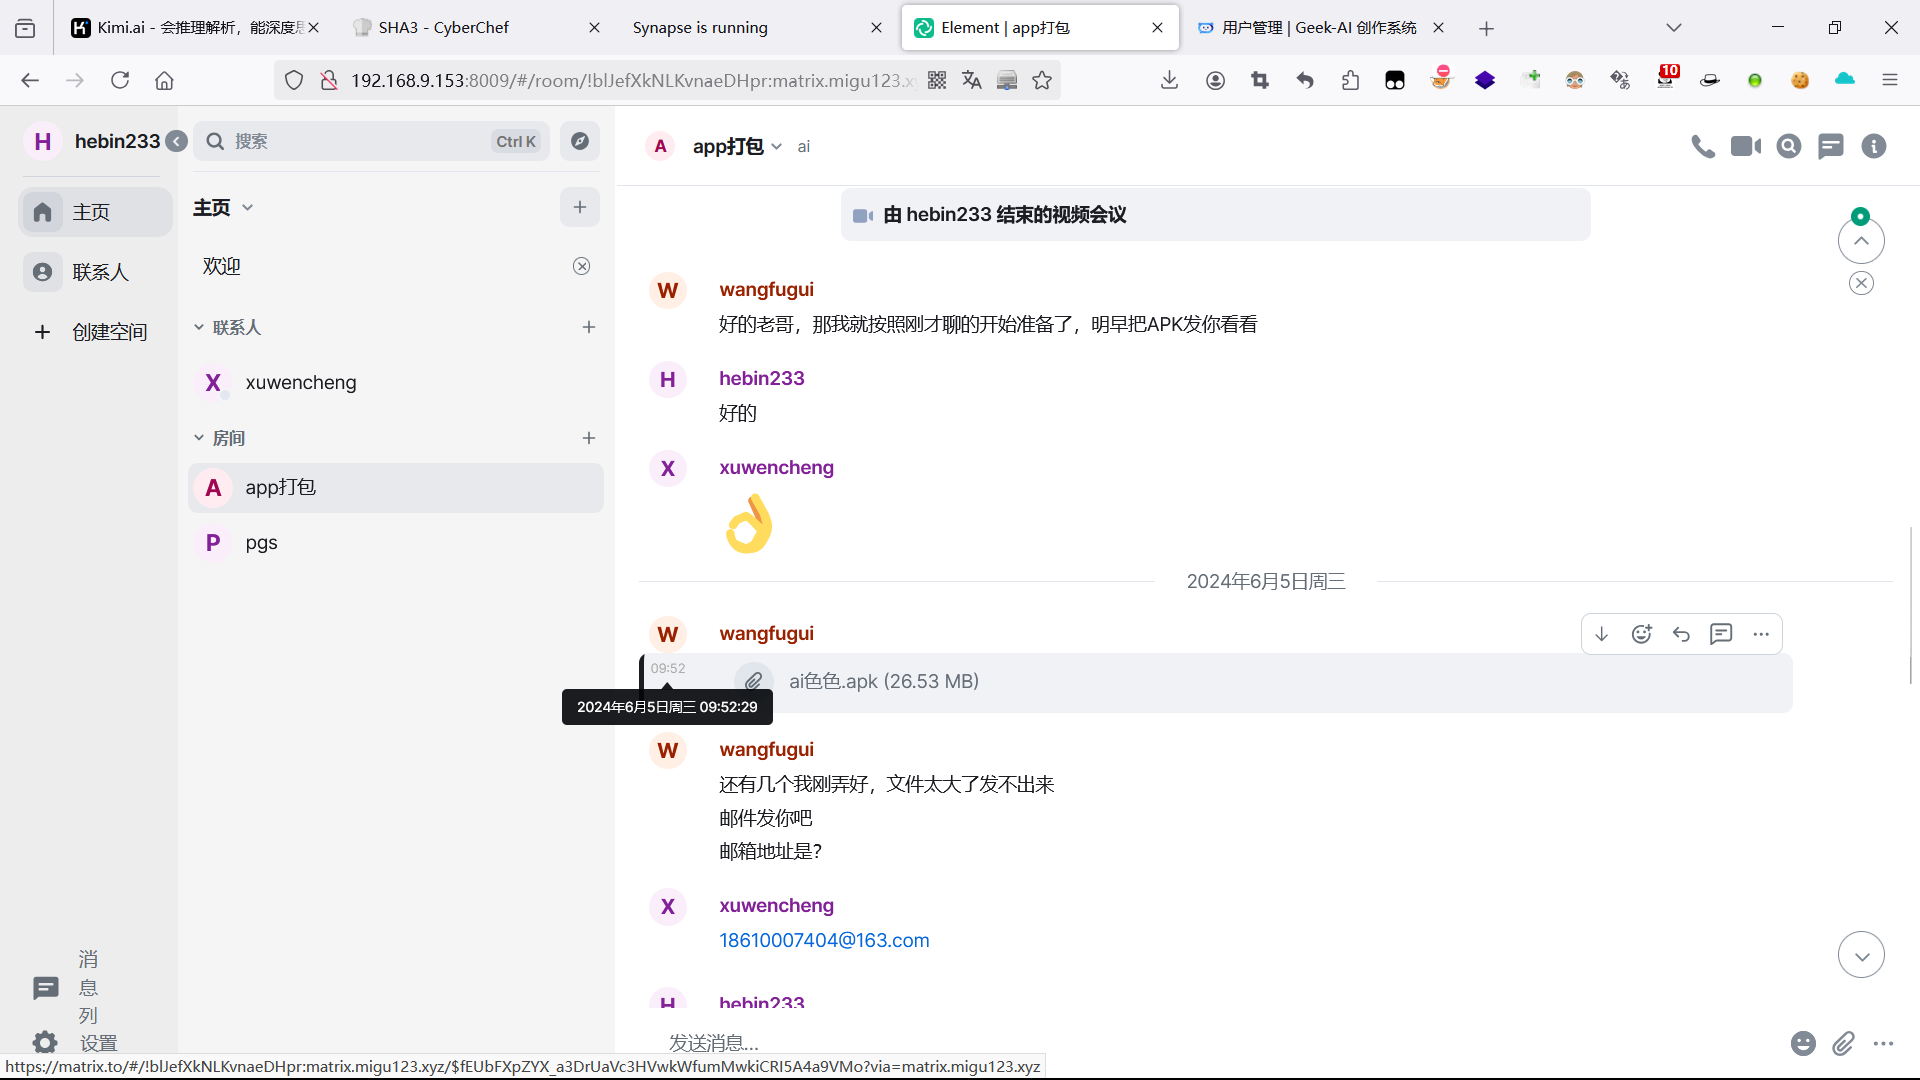 Kimi.ai - 会推理解析，能深度思
SHA3 - CyberChef
Synapse is running
Element | app打包
用户管理 | Geek-AI 创作系统
192.168.9.153:8009/#/room/!blJefXkNLKvnaeDHpr:matrix.migu123.xy
10
H
hebin233
搜索
Ctrl K
A
app打包
ai
主页
主页
由 hebin233 结束的视频会议
联系人
欢迎
W
wangfugui
好的老哥，那我就按照刚才聊的开始准备了，明早把APK发你看看
创建空间
联系人
X
xuwencheng
H
hebin233
好的
房间
X
xuwencheng
A
app打包
P
pgs
2024年6月5日周三
W
wangfugui
09:52
ai色色.apk (26.53 MB)
2024年6月5日周三 09:52:29
W
wangfugui
还有几个我刚弄好，文件太大了发不出来
邮件发你吧
邮箱地址是?
X
xuwencheng
18610007404@163.com
H
hebin233
消
息
列
设置
发送消息...
https://matrix.to/#/!blJefXkNLKvnaeDHpr:matrix.migu123.xyz/$fEUbFXpZYX_a3DrUaVc3HVwkWfumMwkiCRI5A4a9VMo?via=matrix.migu123.xyz